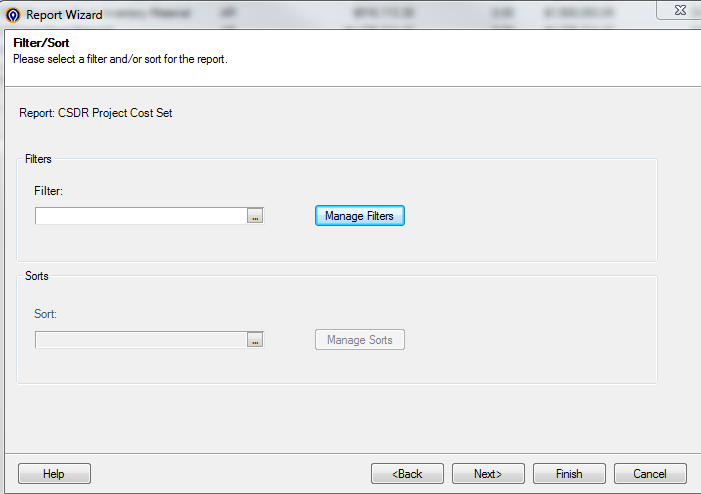 Report Wizard
Filter/Sort
Please select a filter and/or sort for the report.
Report: CSDR Project Cost Set
Filters
Filter:
...
Manage Filters
Sorts
Sort:
...
Manage Sorts
Help
<Back
Next>
Finish
Cancel